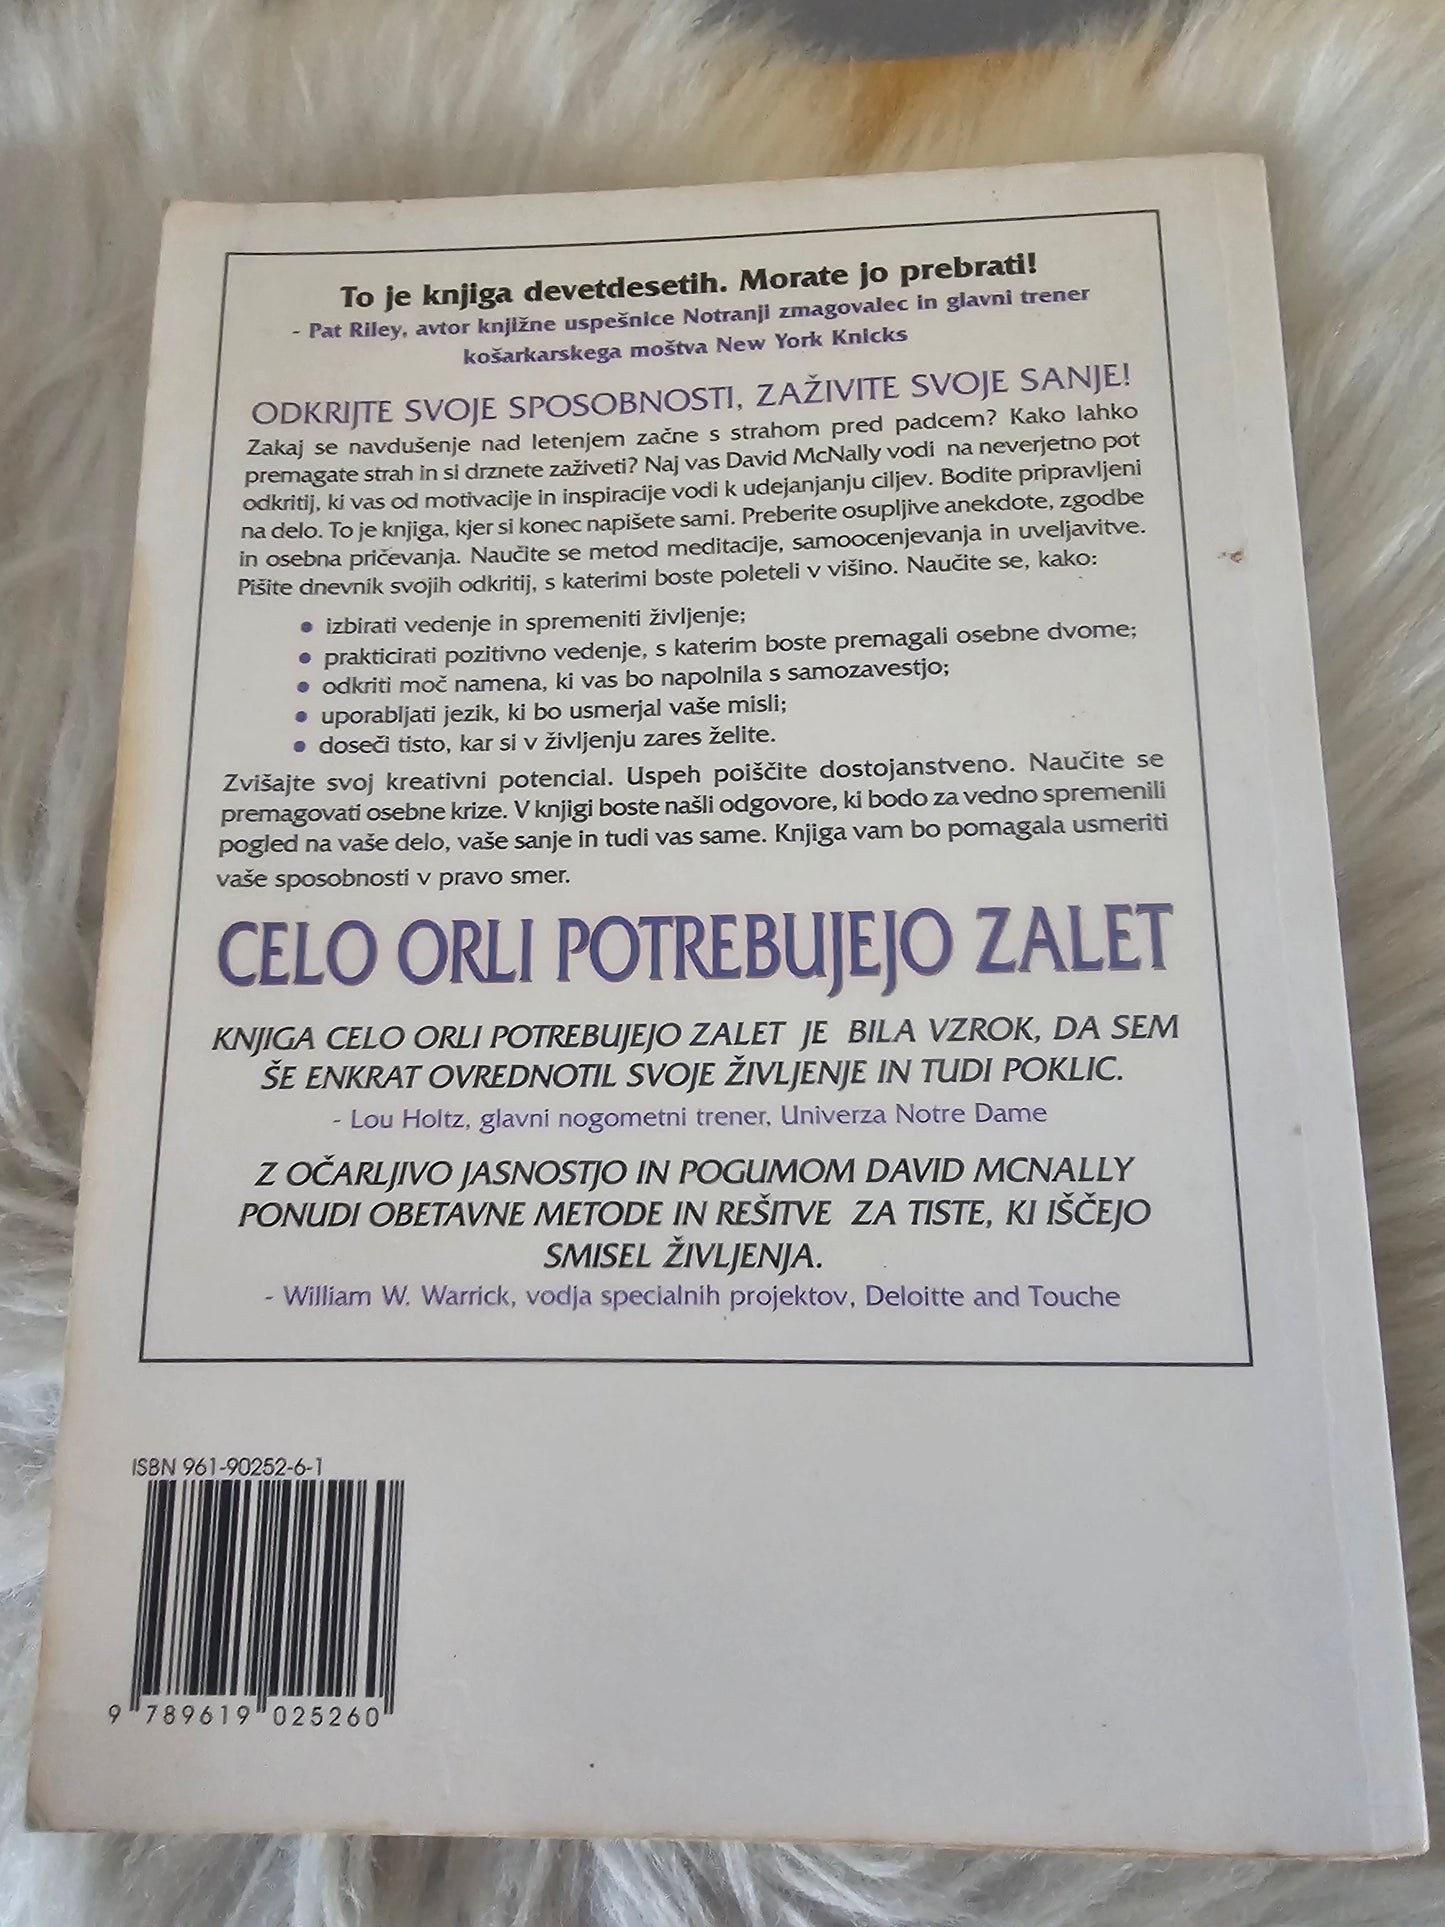 To je knjiga devetdesetih. Morate jo prebrati!
- Pat Riley, avtor knjižne uspešnice Notranji zmagovalec in glavni trener
košarkarskega moštva New York Knicks
ODKRIJTE SVOJE SPOSOBNOSTI, ZAŽIVITE SVOJE SANJE!
Zakaj se navdušenje nad letenjem začne s strahom pred padcem? Kako lahko
premagate strah in si drznete zaživeti? Naj vas David McNally vodi na neverjetno pot
odkritij, ki vas od motivacije in inspiracije vodi k udejanjanju ciljev. Bodite pripravljeni
na delo. To je knjiga, kjer si konec napišete sami. Preberite osupljive anekdote, zgodbe
in osebna pričevanja. Naučite se metod meditacije, samoocenjevanja in uveljavitve.
Pišite dnevnik svojih odkritij, s katerimi boste poleteli v višino. Naučite se, kako:
• izbirati vedenje in spremeniti življenje;
• prakticirati pozitivno vedenje, s katerim boste premagali osebne dvome;
• odkriti moč namena, ki vas bo napolnila s samozavestjo;
• uporabljati jezik, ki bo usmerjal vaše misli;
• doseči tisto, kar si v življenju zares želite.
Zvišajte svoj kreativni potencial. Uspeh poiščite dostojanstveno. Naučite se
premagovati osebne krize. V knjigi boste našli odgovore, ki bodo za vedno spremenili
pogled na vaše delo, vaše sanje in tudi vas same. Knjiga vam bo pomagala usmeriti
vaše sposobnosti v pravo smer.
CELO ORLI POTREBUJEJO ZALET
KNJIGA CELO ORLI POTREBUJEJO ZALET JE BILA VZROK, DA SEM
ŠE ENKRAT OVREDNOTIL SVOJE ŽIVLJENJE IN TUDI POKLIC.
- Lou Holtz, glavni nogometni trener, Univerza Notre Dame
Z OČARLJIVO JASNOSTJO IN POGUMOM DAVID MCNALLY
PONUDI OBETAVNE METODE IN REŠITVE ZA TISTE, KI IŠČEJO
SMISEL ŽIVLJENJA.
- William W. Warrick, vodja specialnih projektov, Deloitte and Touche
ISBN 961-90252-6-1
9 789619 025260